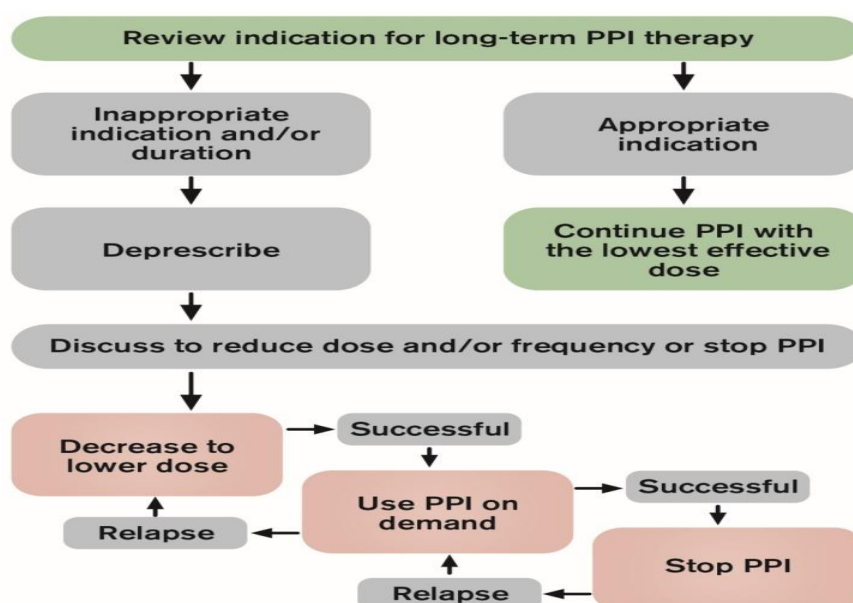 Review indication for long-term PPI therapy
Inappropriate
indication and/or
duration
Appropriate
indication
Deprescribe
Continue PPI with
the lowest effective
dose
Discuss to reduce dose and/or frequency or stop PPI
Decrease to
lower dose
Successful
Use PPI on
demand
Successful
Relapse
Stop PPI
Relapse